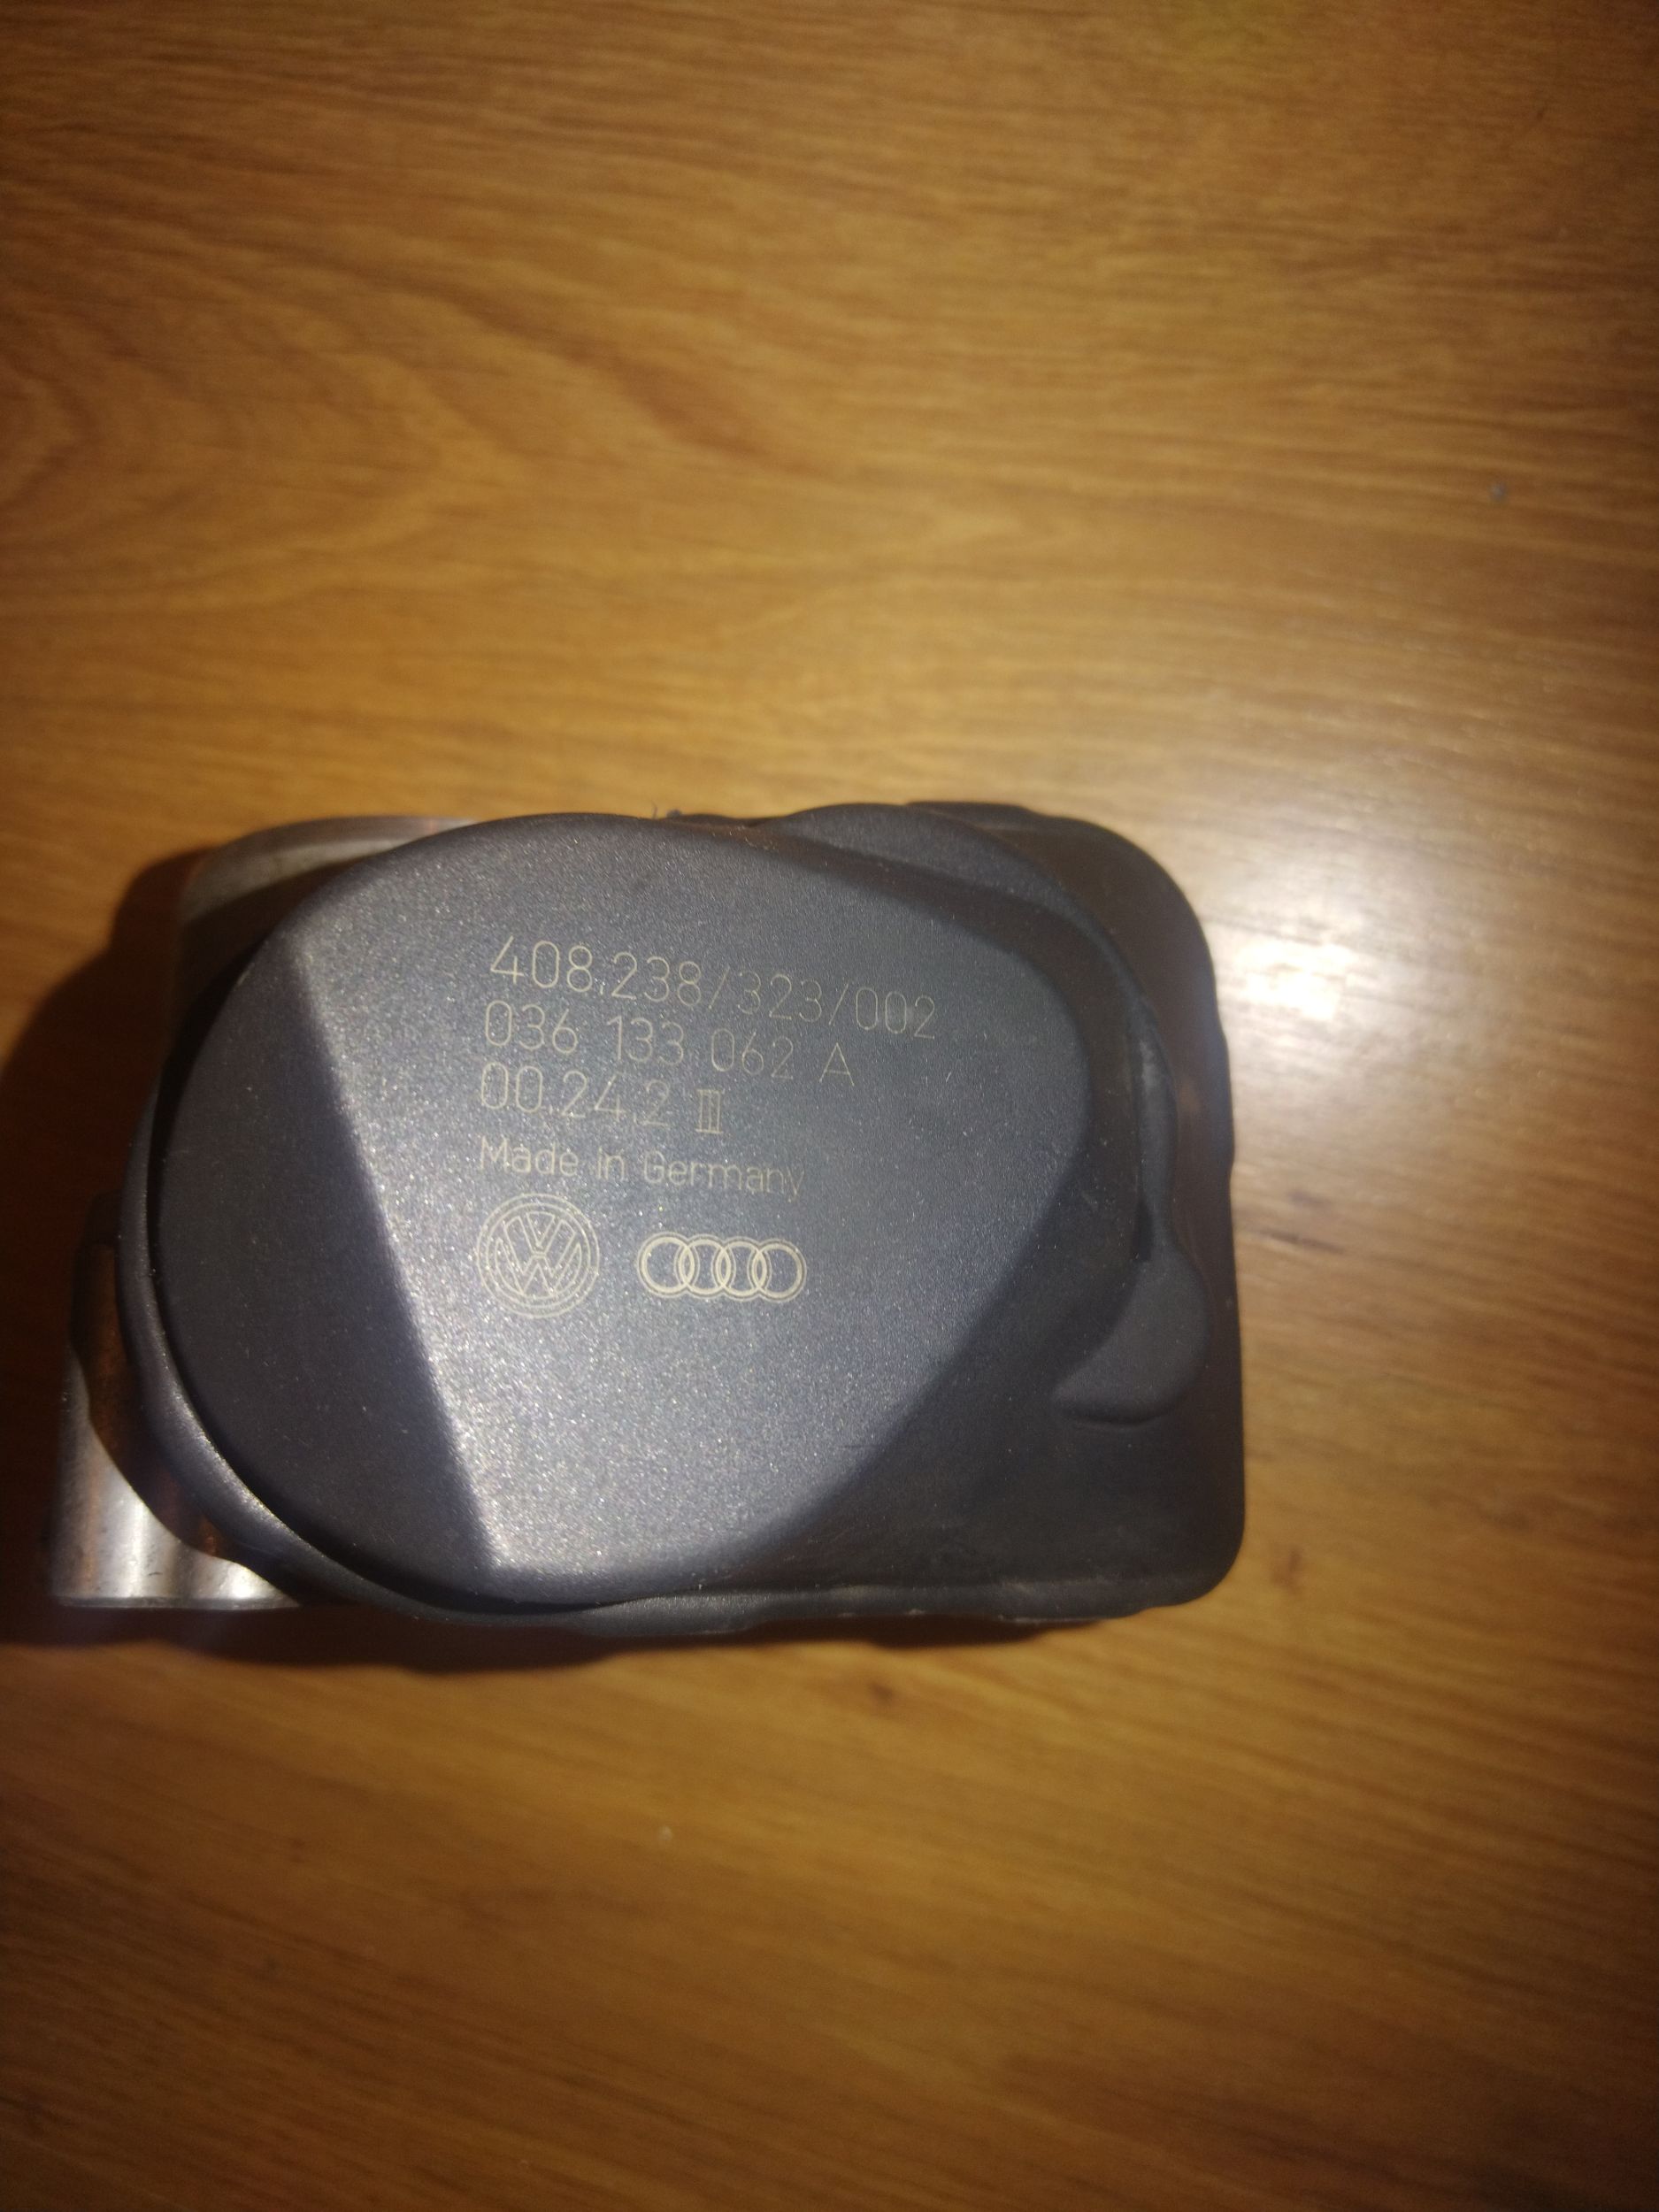 408.238/323/002
036 133 062 A
00.24.2 III
Made in Germany